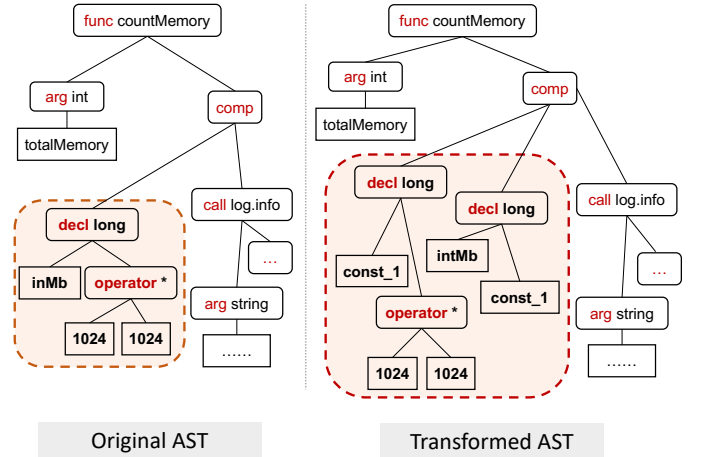 func countMemory
arg int
totalMemory
comp
decl long
inMb
operator *
1024
1024
call log.info
...
arg string
......
Original AST
func countMemory
arg int
totalMemory
comp
decl long
const_1
operator *
1024
1024
decl long
intMb
const_1
call log.info
...
arg string
......
Transformed AST